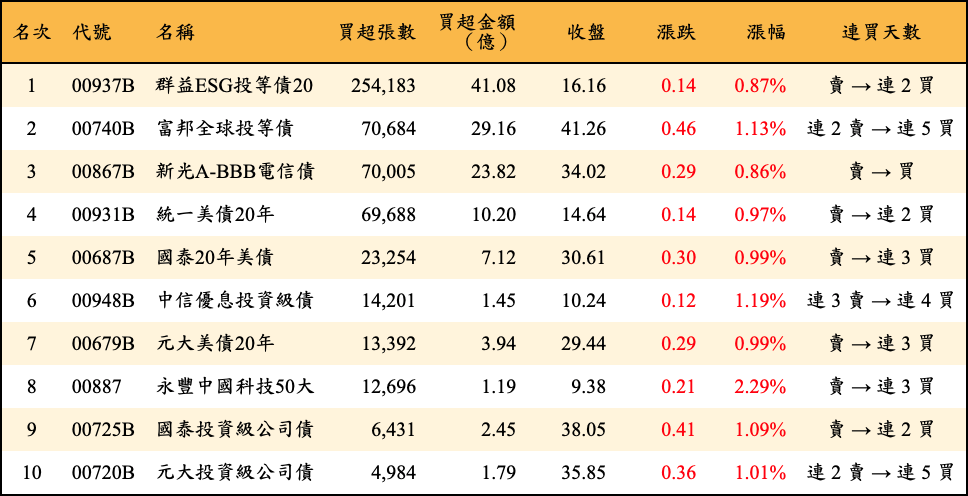 名次 代號 名稱 買超張數 買超金額（億） 收盤 漲跌 漲幅 連買天數
1 00937B 群益ESG投等債20 254,183 41.08 16.16 0.14 0.87% 賣 → 連 2 買
2 00740B 富邦全球投等債 70,684 29.16 41.26 0.46 1.13% 連 2 賣 → 連 5 買
3 00867B 新光A-BBB電信債 70,005 23.82 34.02 0.29 0.86% 賣 → 買
4 00931B 統一美債20年 69,688 10.20 14.64 0.14 0.97% 賣 → 連 2 買
5 00687B 國泰20年美債 23,254 7.12 30.61 0.30 0.99% 賣 → 連 3 買
6 00948B 中信優息投資級債 14,201 1.45 10.24 0.12 1.19% 連 3 賣 → 連 4 買
7 00679B 元大美債20年 13,392 3.94 29.44 0.29 0.99% 賣 → 連 3 買
8 00887 永豐中國科技50大 12,696 1.19 9.38 0.21 2.29% 賣 → 連 3 買
9 00725B 國泰投資級公司債 6,431 2.45 38.05 0.41 1.09% 賣 → 連 2 買
10 00720B 元大投資級公司債 4,984 1.79 35.85 0.36 1.01% 連 2 賣 → 連 5 買